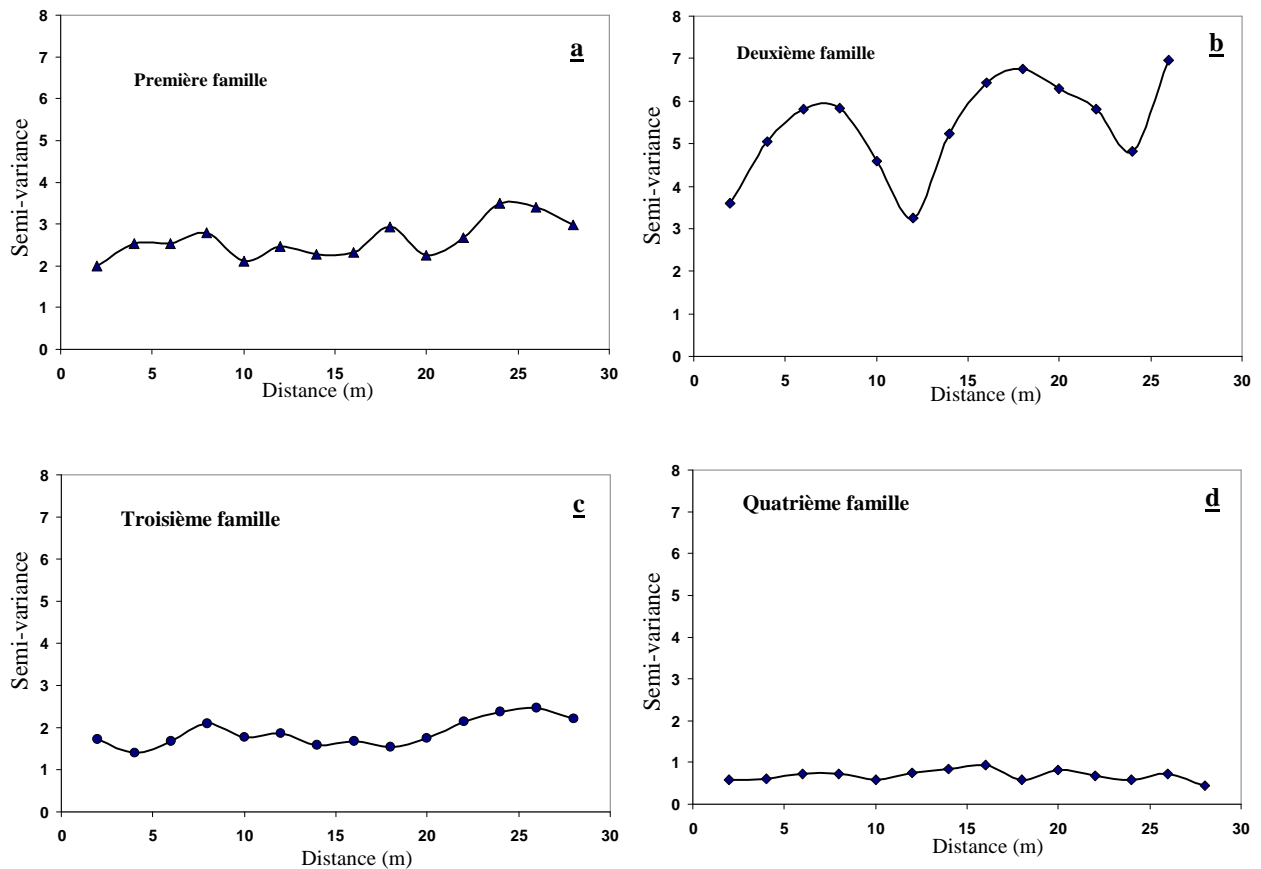 a
Première famille
Semi-variance
8
7
6
5
4
3
2
1
0
0 5 10 15 20 25 30
Distance (m)
b
Deuxième famille
Semi-variance
8
7
6
5
4
3
2
1
0
0 5 10 15 20 25 30
Distance (m)
c
Troisième famille
Semi-variance
8
7
6
5
4
3
2
1
0
0 5 10 15 20 25 30
Distance (m)
d
Quatrième famille
Semi-variance
8
7
6
5
4
3
2
1
0
0 5 10 15 20 25 30
Distance (m)